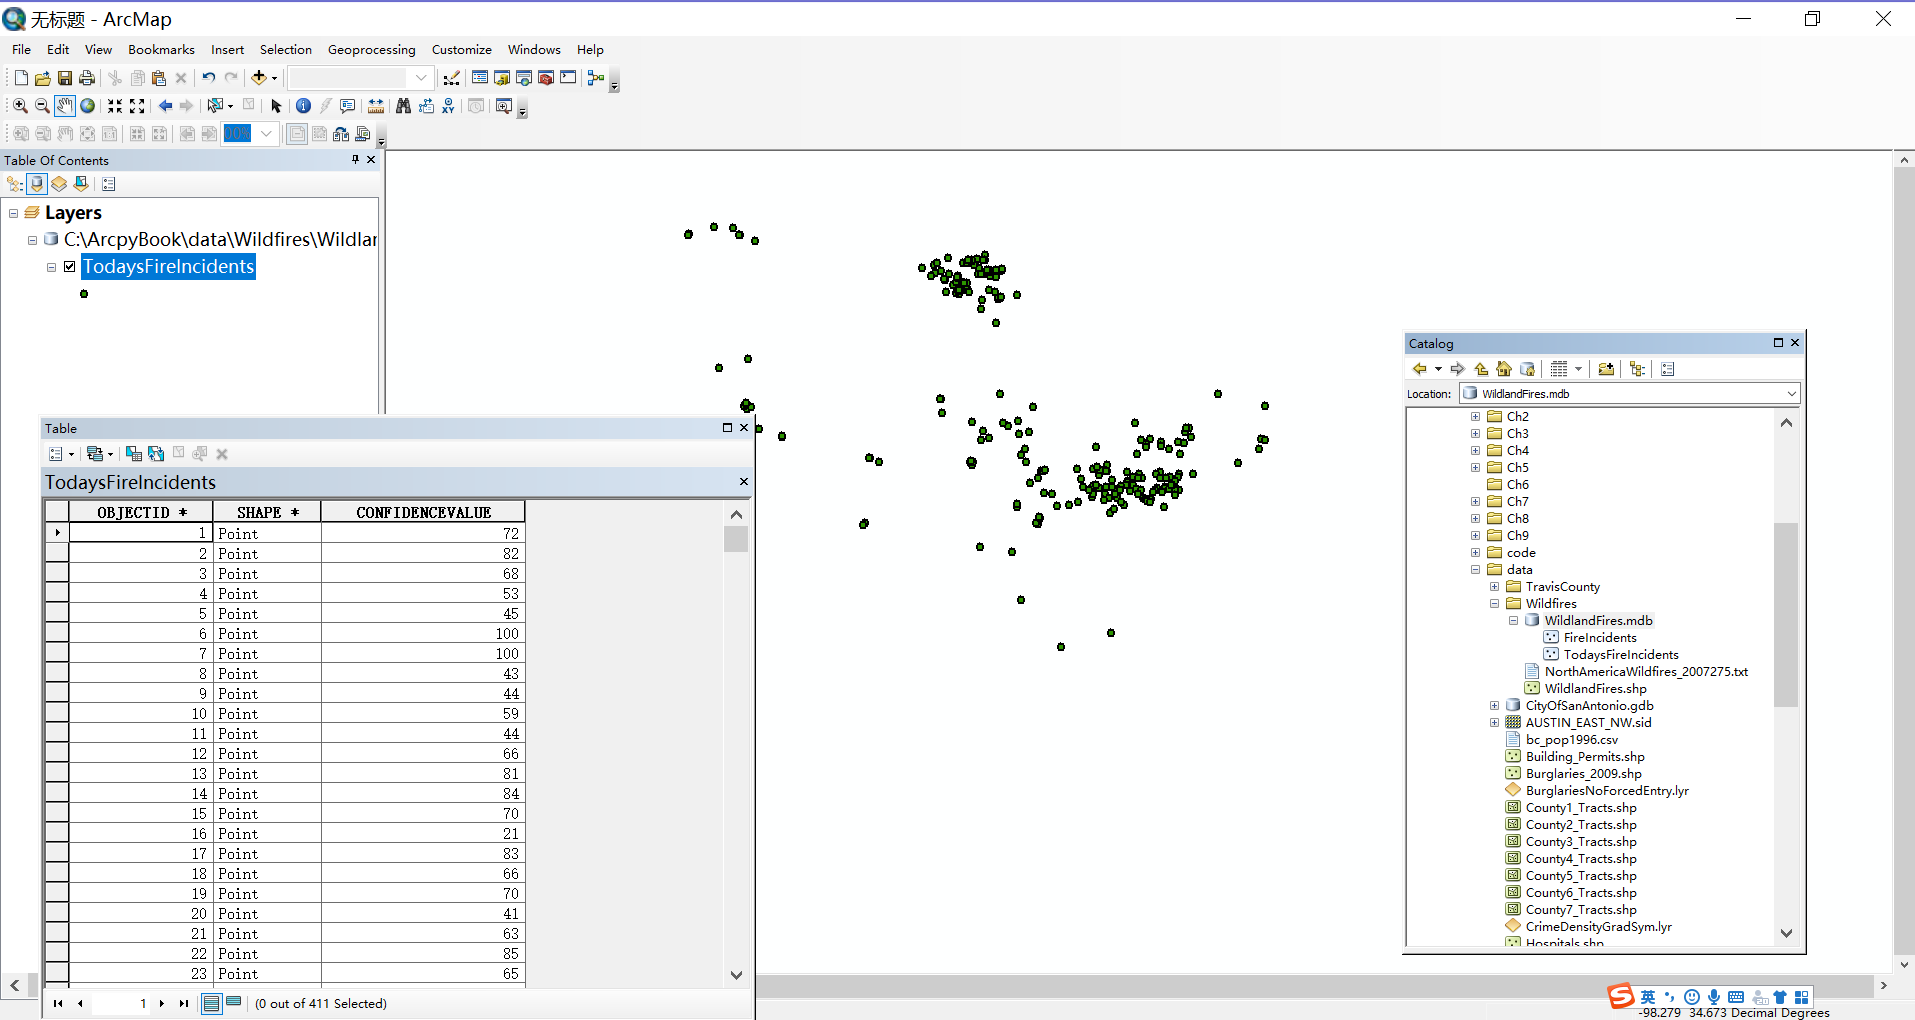 无标题 - ArcMap
File Edit View Bookmarks Insert Selection Geoprocessing Customize Windows Help
100%
Table Of Contents
Layers
C:\ArcpyBook\data\Wildfires\Wildlar
TodaysFireIncidents
Table
TodaysFireIncidents
OBJECTID * SHAPE * CONFIDENCEVALUE
1 Point 72
2 Point 82
3 Point 68
4 Point 53
5 Point 45
6 Point 100
7 Point 100
8 Point 43
9 Point 44
10 Point 59
11 Point 44
12 Point 66
13 Point 81
14 Point 84
15 Point 70
16 Point 21
17 Point 83
18 Point 66
19 Point 70
20 Point 41
21 Point 63
22 Point 85
23 Point 65
1 (0 out of 411 Selected)
Catalog
Location: WildlandFires.mdb
Ch2
Ch3
Ch4
Ch5
Ch6
Ch7
Ch8
Ch9
code
data
TravisCounty
Wildfires
WildlandFires.mdb
FireIncidents
TodaysFireIncidents
NorthAmericaWildfires_2007275.txt
WildlandFires.shp
CityOfSanAntonio.gdb
AUSTIN_EAST_NW.sid
bc_pop1996.csv
Building_Permits.shp
Burglaries_2009.shp
BurglariesNoForcedEntry.lyr
County1_Tracts.shp
County2_Tracts.shp
County3_Tracts.shp
County4_Tracts.shp
County5_Tracts.shp
County6_Tracts.shp
County7_Tracts.shp
CrimeDensityGradSym.lyr
Hospitals.shp
英
-98.279 34.673 Decimal Degrees